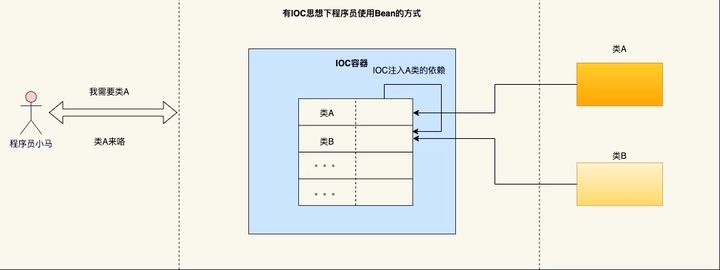 有IOC思想下程序员使用Bean的方式
IOC容器
IOC注入A类的依赖
类A
我需要类A
类A来咯
程序员小马
类A
类B
• • •
• • •
类B